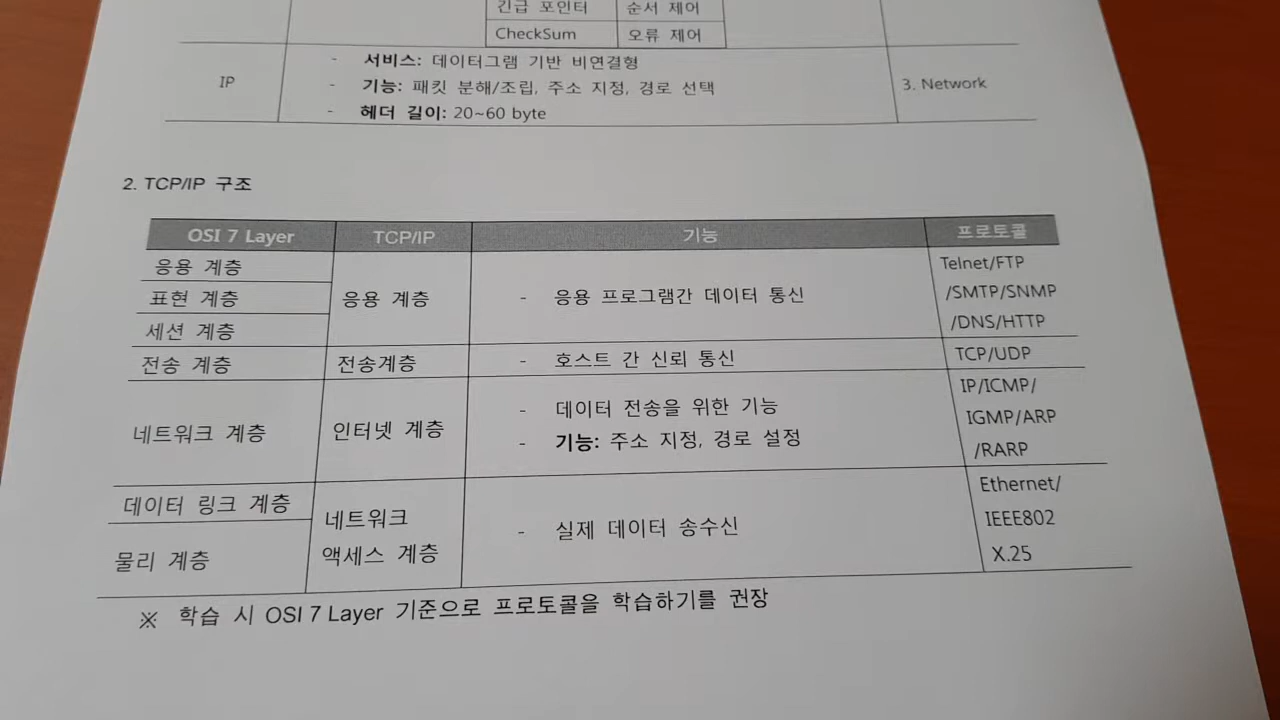 긴급 포인터 순서 제어
CheckSum 오류 제어
IP
- 서비스: 데이터그램 기반 비연결형
- 기능: 패킷 분해/조립, 주소 지정, 경로 선택
- 헤더 길이: 20~60 byte
3. Network
2. TCP/IP 구조
OSI 7 Layer TCP/IP 기능 프로토콜
응용 계층
표현 계층
세션 계층
응용 계층
- 응용 프로그램간 데이터 통신
Telnet/FTP
/SMTP/SNMP
/DNS/HTTP
전송 계층 전송계층 - 호스트 간 신뢰 통신 TCP/UDP
네트워크 계층 인터넷 계층
- 데이터 전송을 위한 기능
- 기능: 주소 지정, 경로 설정
IP/ICMP/
IGMP/ARP
/RARP
데이터 링크 계층
물리 계층
네트워크
액세스 계층
- 실제 데이터 송수신
Ethernet/
IEEE802
X.25
※ 학습 시 OSI 7 Layer 기준으로 프로토콜을 학습하기를 권장